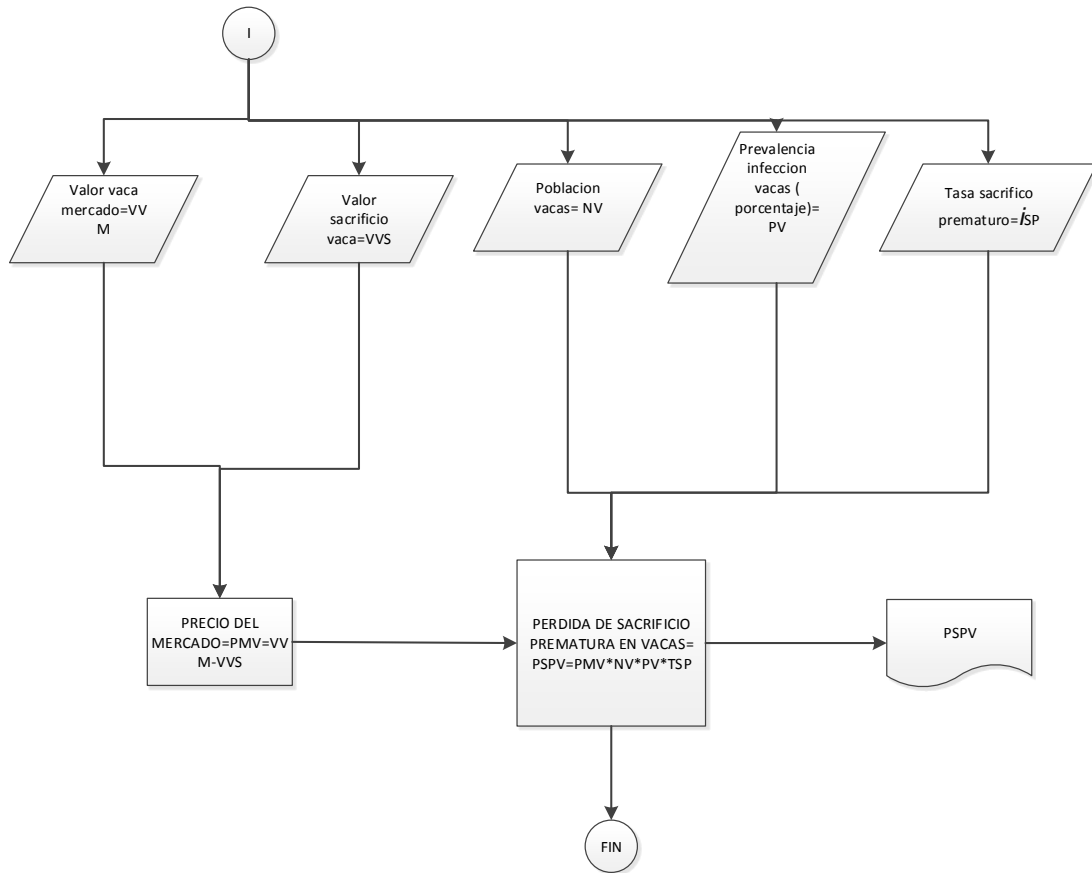 I
Valor vaca
mercado=VV
M
Valor
sacrificio
vaca=VVS
Poblacion
vacas= NV
Prevalencia
infeccion
vacas (
porcentaje)=
PV
Tasa sacrifico
prematuro=iSP
PRECIO DEL
MERCADO=PMV=VV
M-VVS
PERDIDA DE SACRIFICIO
PREMATURA EN VACAS=
PSPV=PMV*NV*PV*TSP
PSPV
FIN